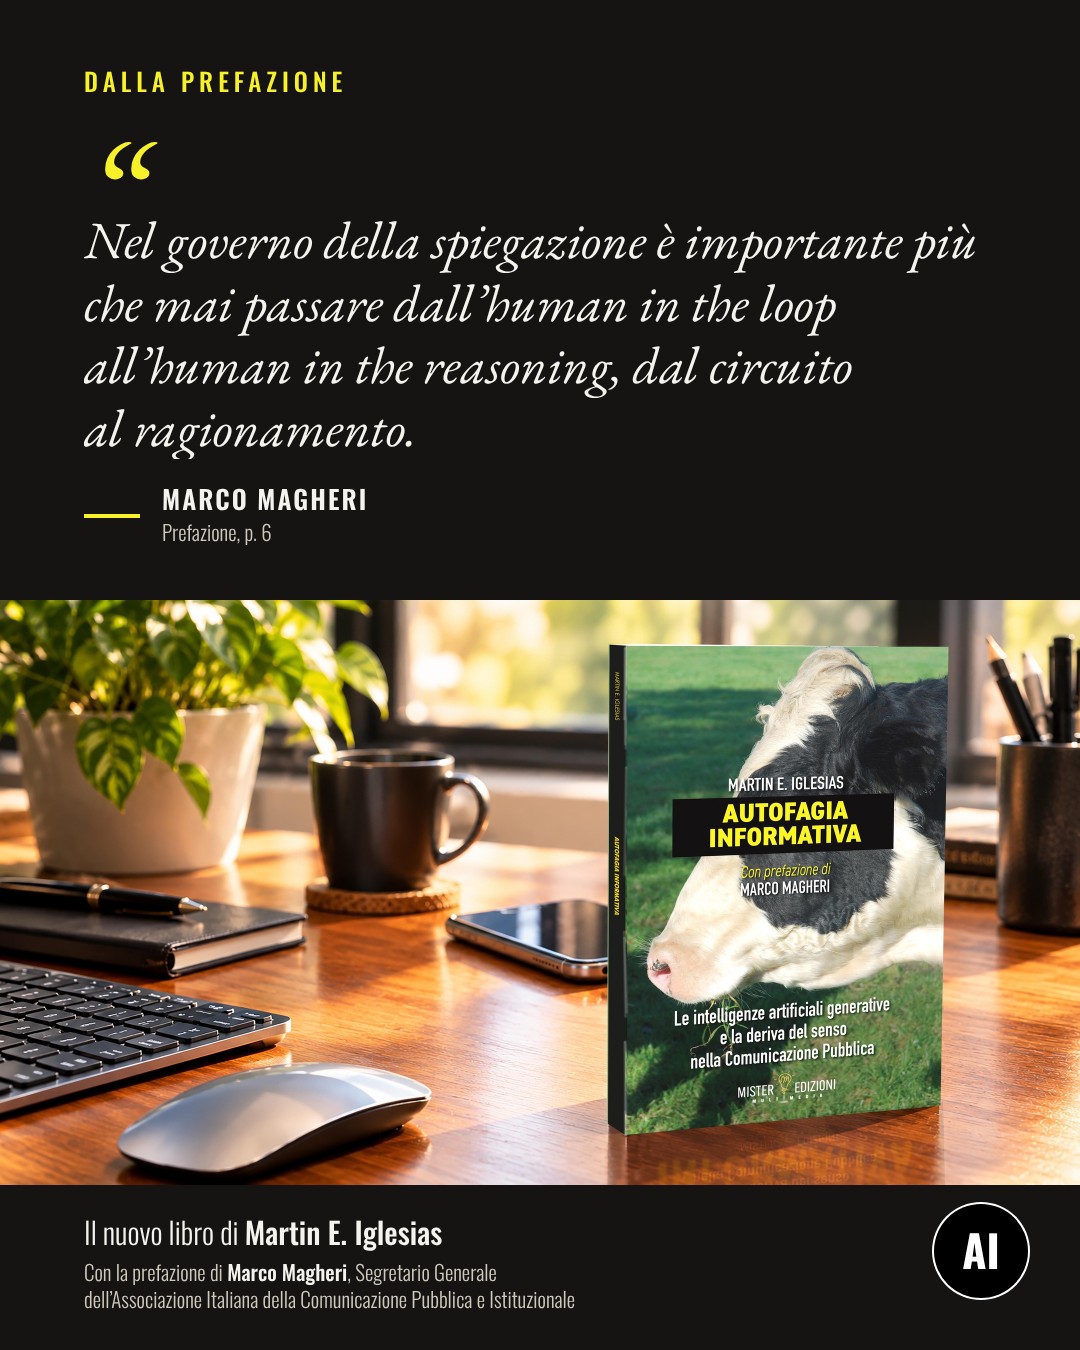 DALLA PREFAZIONE
“
Nel governo della spiegazione è importante più
che mai passare dall’human in the loop
all’human in the reasoning, dal circuito
al ragionamento.
MARCO MAGHERI
Prefazione, p. 6
MARTIN E. IGLESIAS
AUTOFAGIA INFORMATIVA
MARTIN E. IGLESIAS
AUTOFAGIA
INFORMATIVA
Con prefazione di
MARCO MAGHERI
Le intelligenze artificiali generative
e la deriva del senso
nella Comunicazione Pubblica
MISTER EDIZIONI
MULTIMEDIA
Il nuovo libro di Martin E. Iglesias
Con la prefazione di Marco Magheri, Segretario Generale
dell’Associazione Italiana della Comunicazione Pubblica e Istituzionale
AI